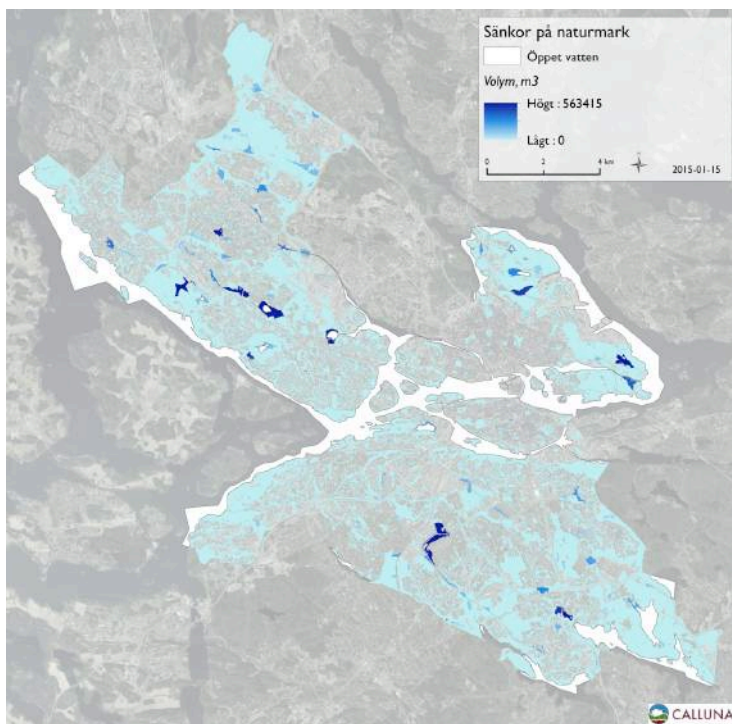 Sänkor på naturmark
Öppet vatten
Volym, m3
Högt : 563415
Lågt : 0
0 2 4 km
2015-01-15
CALLUNA